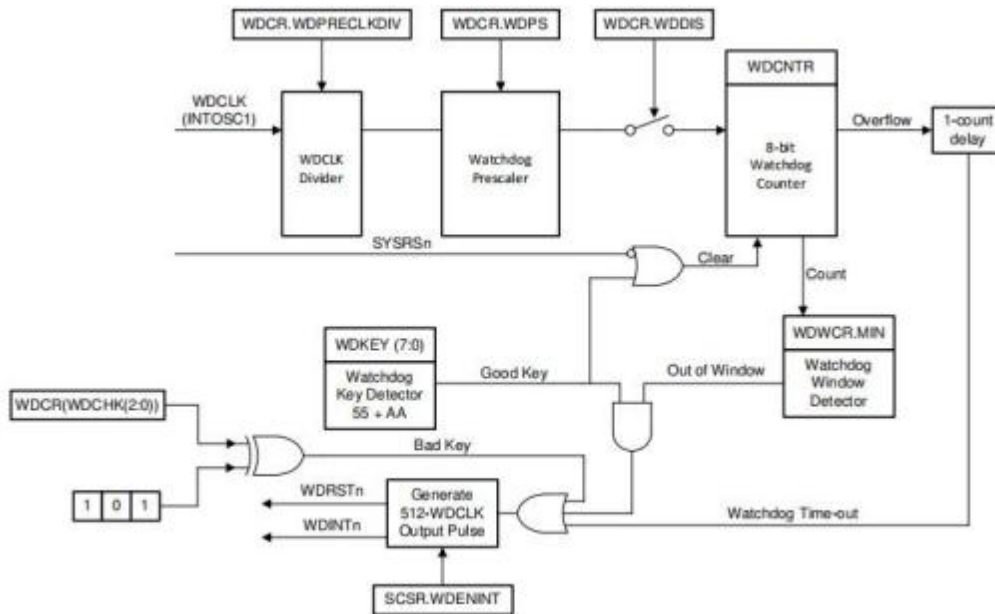 WDCR.WDPRECLKDIV
WDCR.WDPS
WDCR.WDDIS
WDCNTR
WDCLK
(INTOSC1)
WDCLK
Divider
Watchdog
Prescaler
8-bit
Watchdog
Counter
Overflow
1-count
delay
SYSRSn
Clear
Count
WDKEY (7:0)
Watchdog
Key Detector
55 + AA
Good Key
Out of Window
WDWCR.MIN
Watchdog
Window
Detector
WDCR(WDCHK(2:0))
Bad Key
1 0 1
WDRSTn
WDINTn
Generate
512-WDCLK
Output Pulse
Watchdog Time-out
SCSR.WDENINT